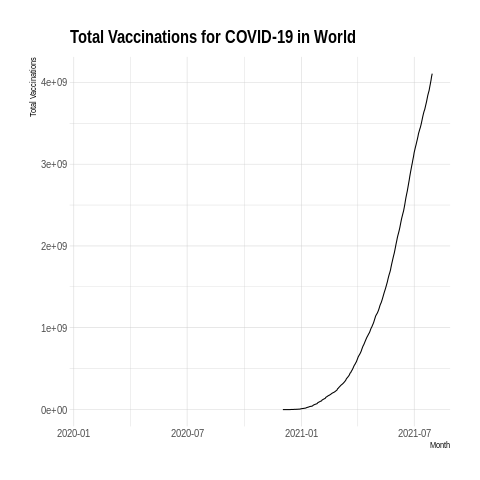 Total Vaccinations for COVID-19 in World
Total Vaccinations
4e+09
3e+09
2e+09
1e+09
0e+00
2020-01 2020-07 2021-01 2021-07
Month